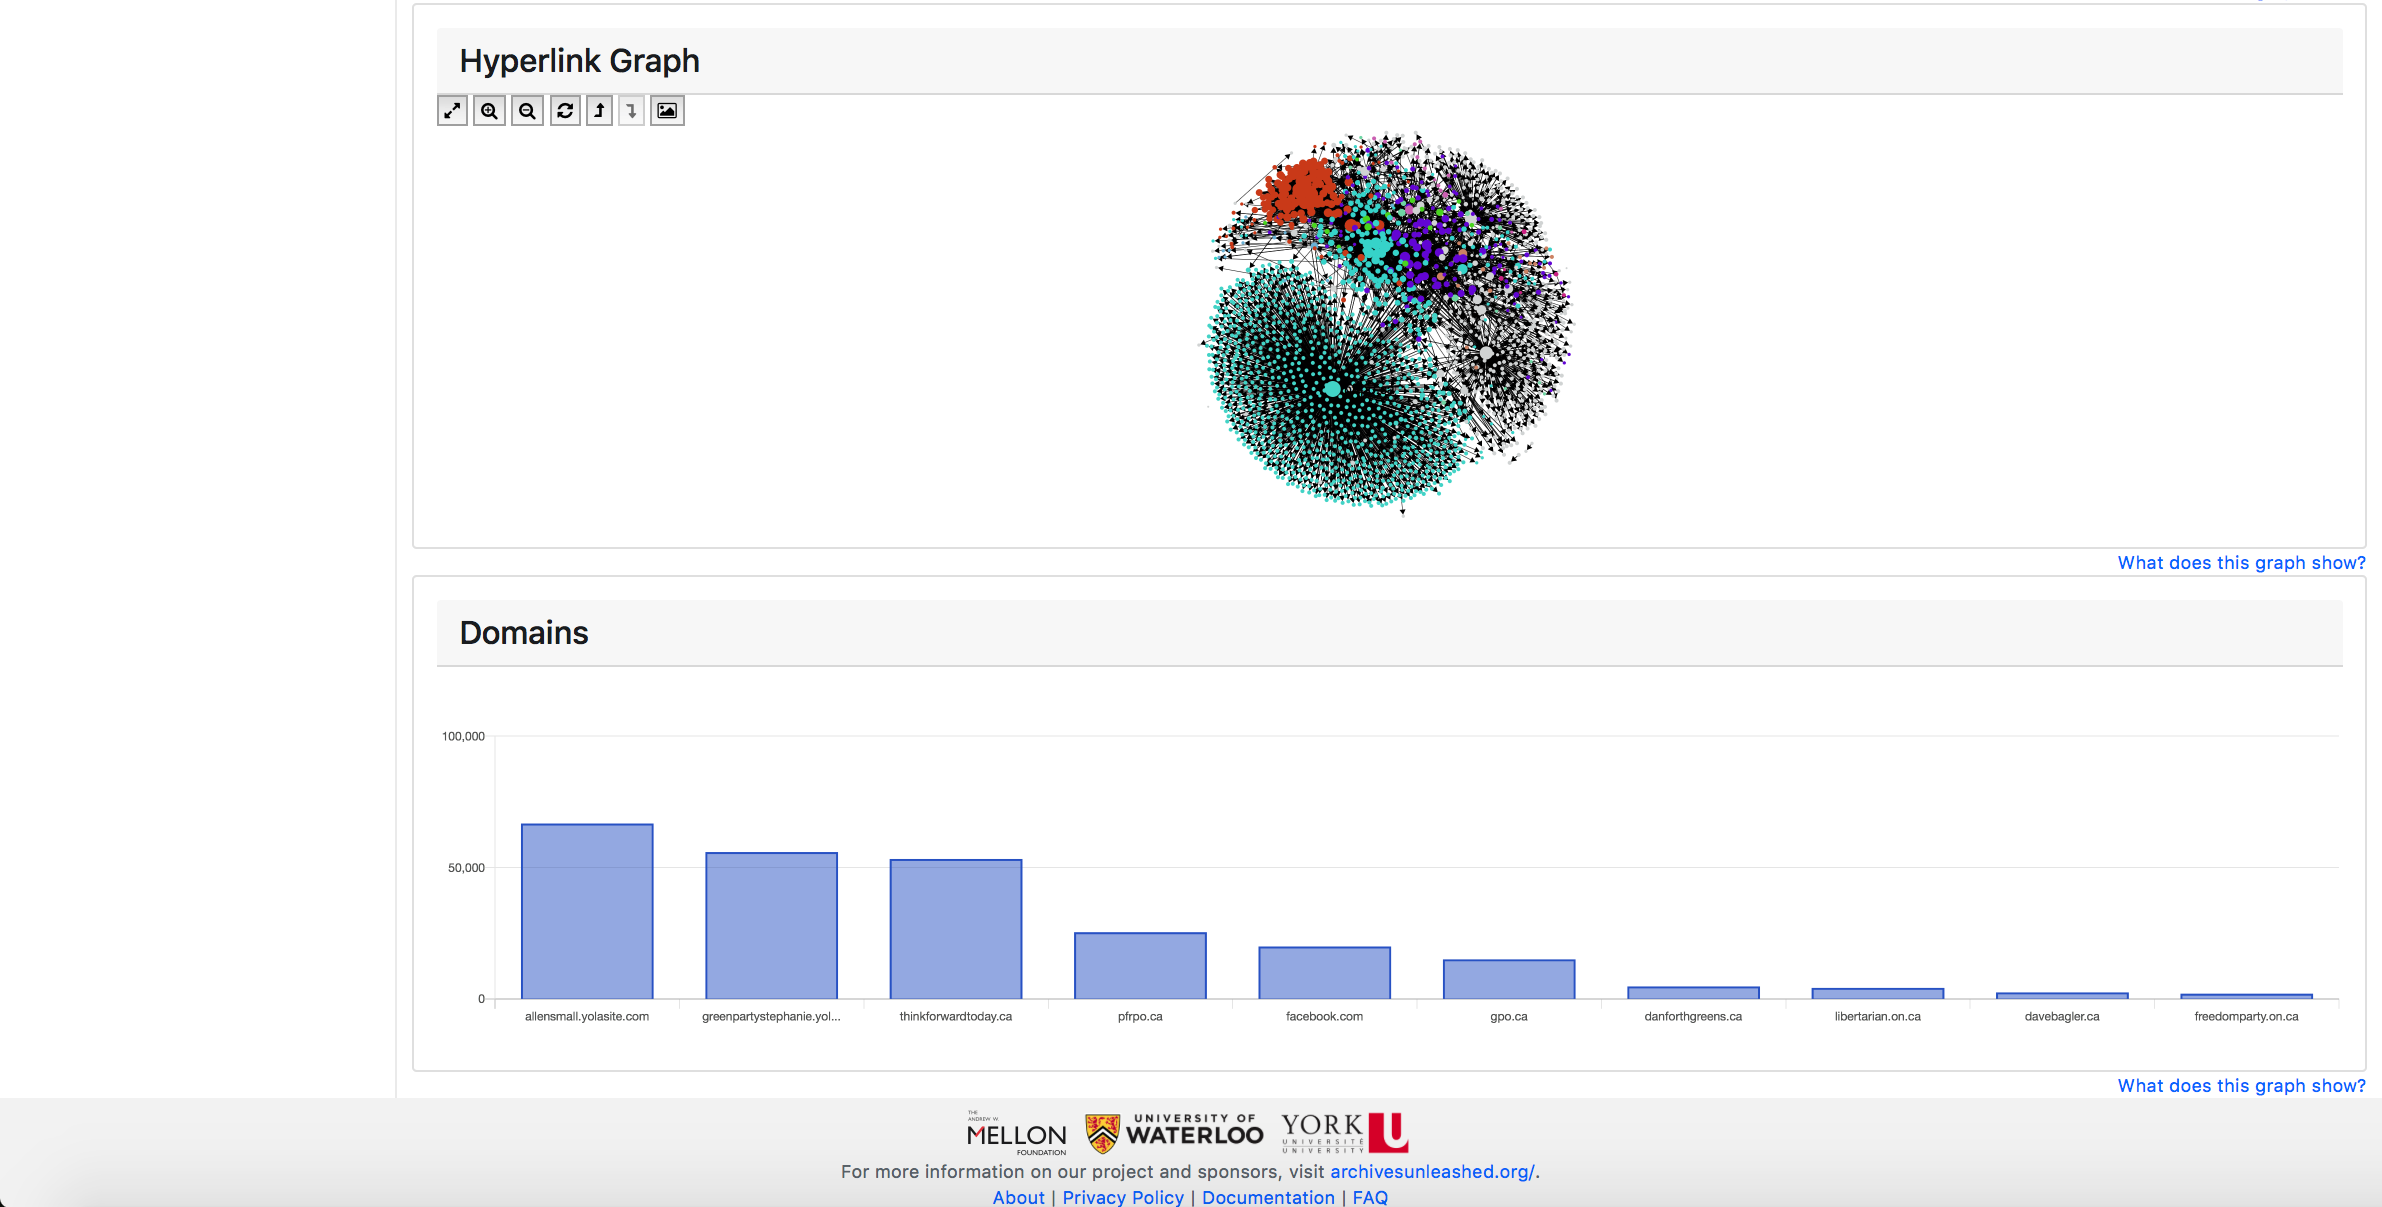 Hyperlink Graph
What does this graph show?
Domains
100,000
50,000
0
allensmall.yolasite.com greenpartystephanie.yol... thinkforwardtoday.ca pfrpo.ca facebook.com gpo.ca danforthgreens.ca libertarian.on.ca davebagler.ca freedomparty.on.ca
What does this graph show?
THE
ANDREW W.
MELLON
FOUNDATION
UNIVERSITY OF
WATERLOO
YORK U
UNIVERSITÉ
UNIVERSITY
For more information on our project and sponsors, visit archivesunleashed.org/.
About | Privacy Policy | Documentation | FAQ